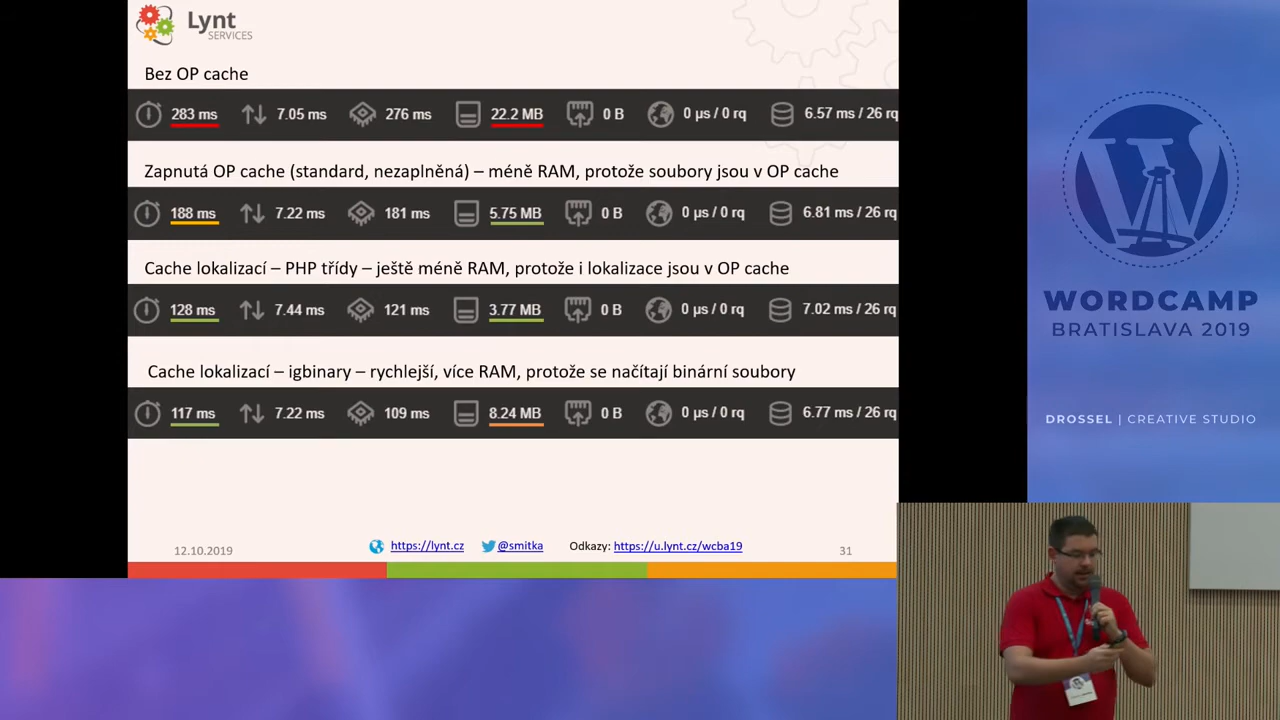 Lynt
SERVICES
Bez OP cache
283 ms 7.05 ms 276 ms 22.2 MB 0 B 0 µs / 0 rq 6.57 ms / 26 rq
Zapnutá OP cache (standard, nezaplněná) – méně RAM, protože soubory jsou v OP cache
188 ms 7.22 ms 181 ms 5.75 MB 0 B 0 µs / 0 rq 6.81 ms / 26 rq
Cache lokalizací – PHP třídy – ještě méně RAM, protože i lokalizace jsou v OP cache
128 ms 7.44 ms 121 ms 3.77 MB 0 B 0 µs / 0 rq 7.02 ms / 26 rq
Cache lokalizací – igbinary – rychlejší, více RAM, protože se načítají binární soubory
117 ms 7.22 ms 109 ms 8.24 MB 0 B 0 µs / 0 rq 6.77 ms / 26 rq
12.10.2019 https://lynt.cz @smitka Odkazy: https://u.lynt.cz/wcba19 31
WORDCAMP
BRATISLAVA 2019
DROSSEL | CREATIVE STUDIO